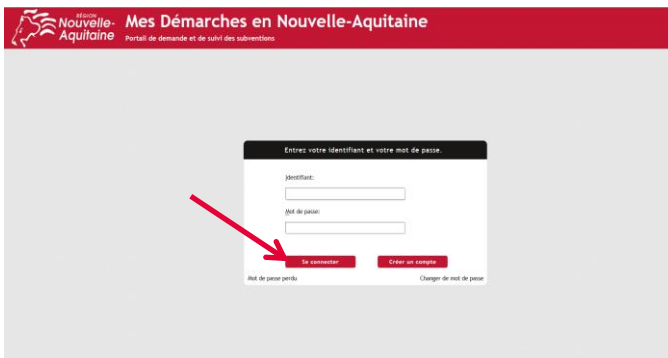 RÉGION
Nouvelle-
Aquitaine
Mes Démarches en Nouvelle-Aquitaine
Portail de demande et de suivi des subventions
Entrez votre identifiant et votre mot de passe.
Identifiant:
Mot de passe:
Se connecter
Créer un compte
Mot de passe perdu
Changer de mot de passe